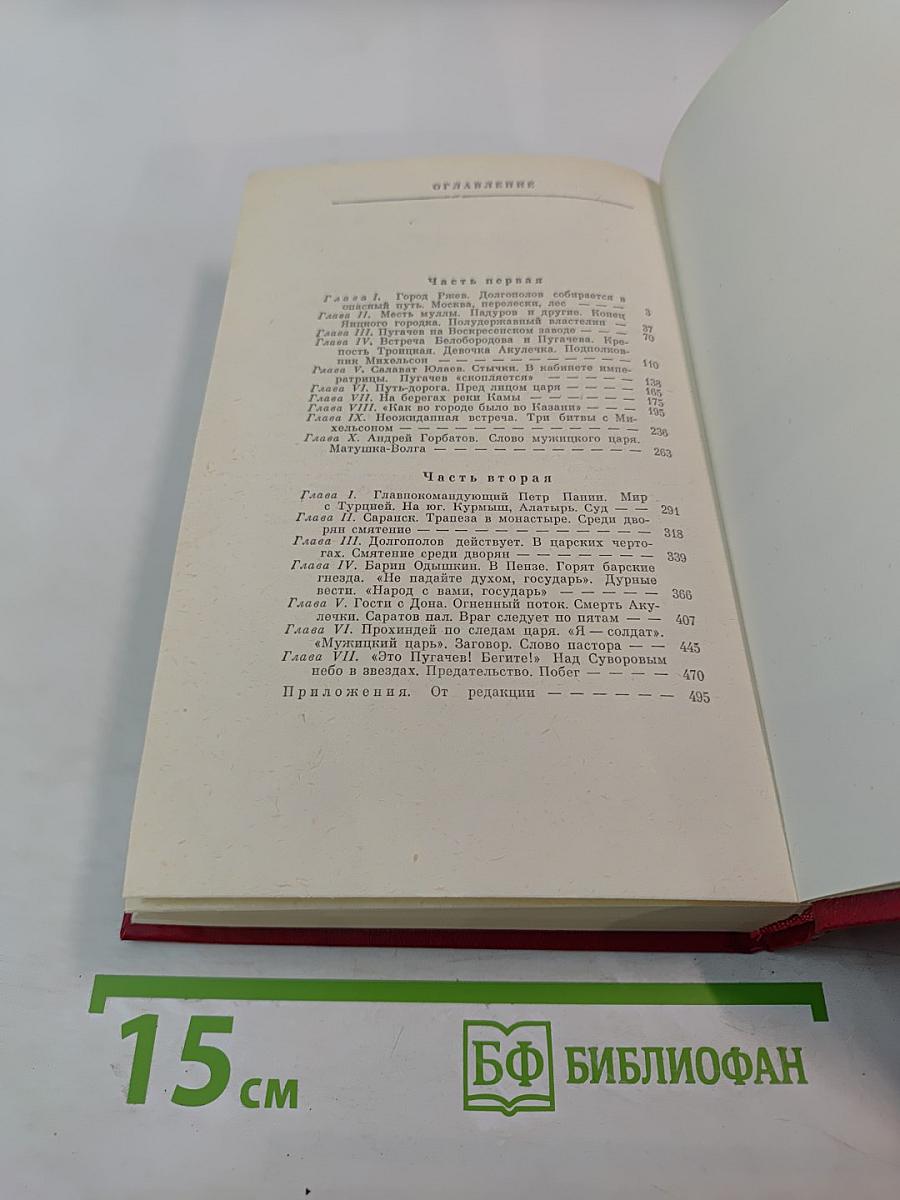 ОГЛАВЛЕНИЕ
Часть первая
Глава I. Город Ржев. Долгополов собирается в
опасный путь. Москва, перелески, лес — — — 3
Глава II. Месть муллы. Падуров и другие. Конец
Яицкого городка. Полудержавный властелин — 37
Глава III. Пугачев на Воскресенском заводе — — — 70
Глава IV. Встреча Белобородова и Пугачева. Кре-
пость Троицкая. Девочка Акулечка. Подполков-
ник Михельсон — — — — — — — — — — — 110
Глава V. Салават Юлаев. Стычки. В кабинете импе-
ратрицы. Пугачев «скопляется» — — — — — 138
Глава VI. Путь-дорога. Пред лицом царя — — — — 165
Глава VII. На берегах реки Камы — — — — — — 175
Глава VIII. «Как во городе было во Казани» — — — 195
Глава IX. Неожиданная встреча. Три битвы с Ми-
хельсоном — — — — — — — — — — — — 236
Глава X. Андрей Горбатов. Слово мужицкого царя.
Матушка-Волга — — — — — — — — — — — 263
Часть вторая
Глава I. Главнокомандующий Петр Панин. Мир
с Турцией. На юг. Курмыш, Алатырь. Суд — — 291
Глава II. Саранск. Трапеза в монастыре. Среди дво-
рян смятение — — — — — — — — — — — — 318
Глава III. Долгополов действует. В царских черто-
гах. Смятение среди дворян — — — — — — — 339
Глава IV. Барин Одышкин. В Пензе. Горят барские
гнезда. «Не падайте духом, государь». Дурные
вести. «Народ с вами, государь» — — — — — 366
Глава V. Гости с Дона. Огненный поток. Смерть Аку-
лечки. Саратов пал. Враг следует по пятам — — 407
Глава VI. Прохиндей по следам царя. «Я — солдат».
«Мужицкий царь». Заговор. Слово пастора — — 445
Глава VII. «Это Пугачев! Бегите!» Над Суворовым
небо в звездах. Предательство. Побег — — — — 470
Приложения. От редакции — — — — — — 495
15 см
БФ БИБЛИОФАН